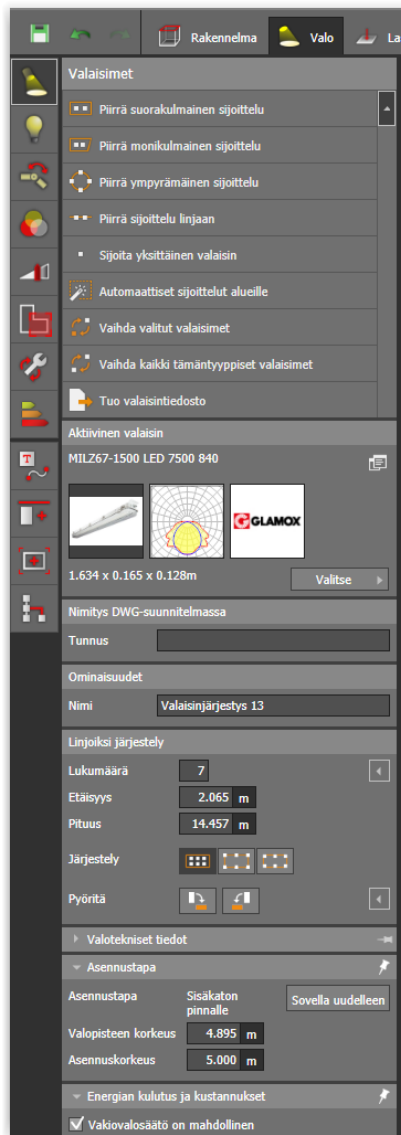 Rakennelma
Valo
La
Valaisimet
Piirrä suorakulmainen sijoittelu
Piirrä monikulmainen sijoittelu
Piirrä ympyrämäinen sijoittelu
Piirrä sijoittelu linjaan
Sijoita yksittäinen valaisin
Automaattiset sijoittelut alueille
Vaihda valitut valaisimet
Vaihda kaikki tämäntyyppiset valaisimet
Tuo valaisintiedosto
Aktiivinen valaisin
MILZ67-1500 LED 7500 840
GLAMOX
1.634 x 0.165 x 0.128m
Valitse
Nimitys DWG-suunnitelmassa
Tunnus
Ominaisuudet
Nimi Valaisinjärjestys 13
Linjoiksi järjestely
Lukumäärä 7
Etäisyys 2.065 m
Pituus 14.457 m
Järjestely
Pyöritä
Valotekniset tiedot
Asennustapa
Asennustapa Sisäkaton pinnalle Sovella uudelleen
Valopisteen korkeus 4.895 m
Asennuskorkeus 5.000 m
Energian kulutus ja kustannukset
Vakiovalosäätö on mahdollinen